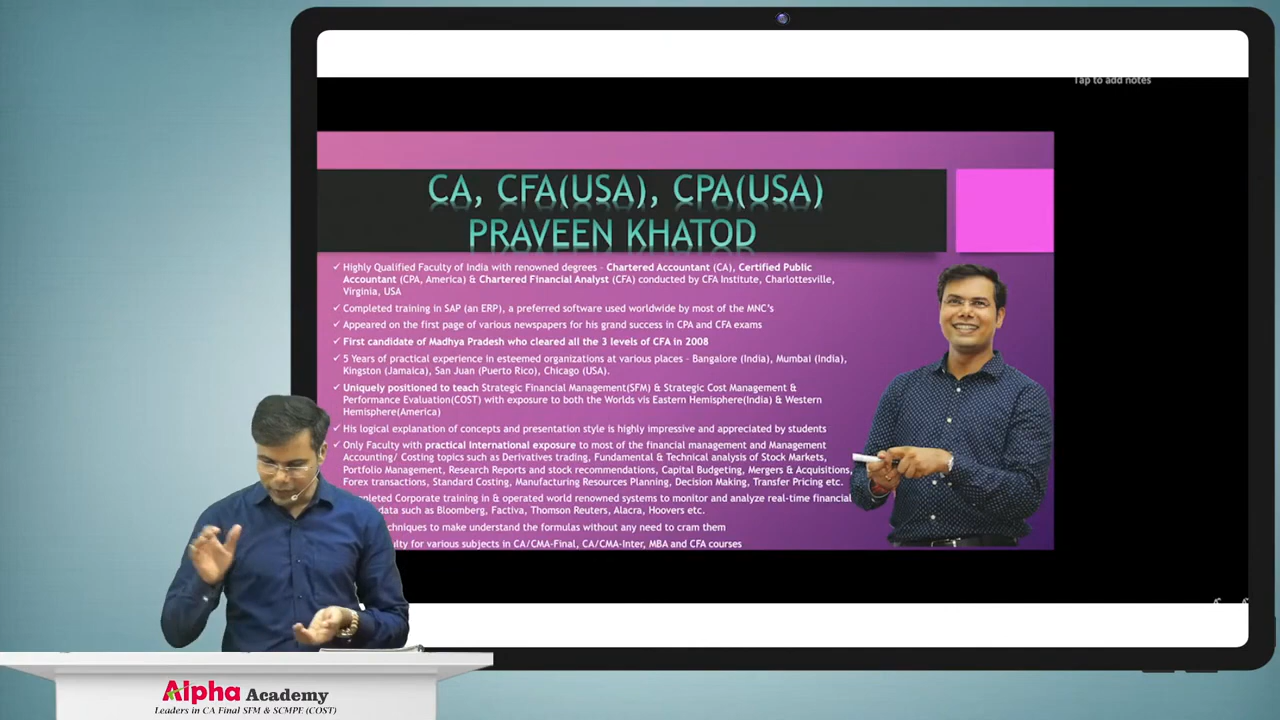 Tap to add notes
CA, CFA(USA), CPA(USA)
PRAVEEN KHATOD
✓ Highly Qualified Faculty of India with renowned degrees – Chartered Accountant (CA), Certified Public
Accountant (CPA, America) & Chartered Financial Analyst (CFA) conducted by CFA Institute, Charlottesville,
Virginia, USA
✓ Completed training in SAP (an ERP), a preferred software used worldwide by most of the MNC's
✓ Appeared on the first page of various newspapers for his grand success in CPA and CFA exams
✓ First candidate of Madhya Pradesh who cleared all the 3 levels of CFA in 2008
✓ 5 Years of practical experience in esteemed organizations at various places – Bangalore (India), Mumbai (India),
Kingston (Jamaica), San Juan (Puerto Rico), Chicago (USA).
✓ Uniquely positioned to teach Strategic Financial Management(SFM) & Strategic Cost Management &
Performance Evaluation(COST) with exposure to both the Worlds vis Eastern Hemisphere(India) & Western
Hemisphere(America)
✓ His logical explanation of concepts and presentation style is highly impressive and appreciated by students
✓ Only Faculty with practical International exposure to most of the financial management and Management
Accounting/ Costing topics such as Derivatives trading, Fundamental & Technical analysis of Stock Markets,
Portfolio Management, Research Reports and stock recommendations, Capital Budgeting, Mergers & Acquisitions,
Forex transactions, Standard Costing, Manufacturing Resources Planning, Decision Making, Transfer Pricing etc.
Corporate training in & operated world renowned systems to monitor and analyze real-time financial
data such as Bloomberg, Factiva, Thomson Reuters, Alacra, Hoovers etc.
to make understand the formulas without any need to cram them
for various subjects in CA/CMA-Final, CA/CMA-Inter, MBA and CFA courses
Alpha Academy
Leaders in CA Final SFM & SCMPE (COST)